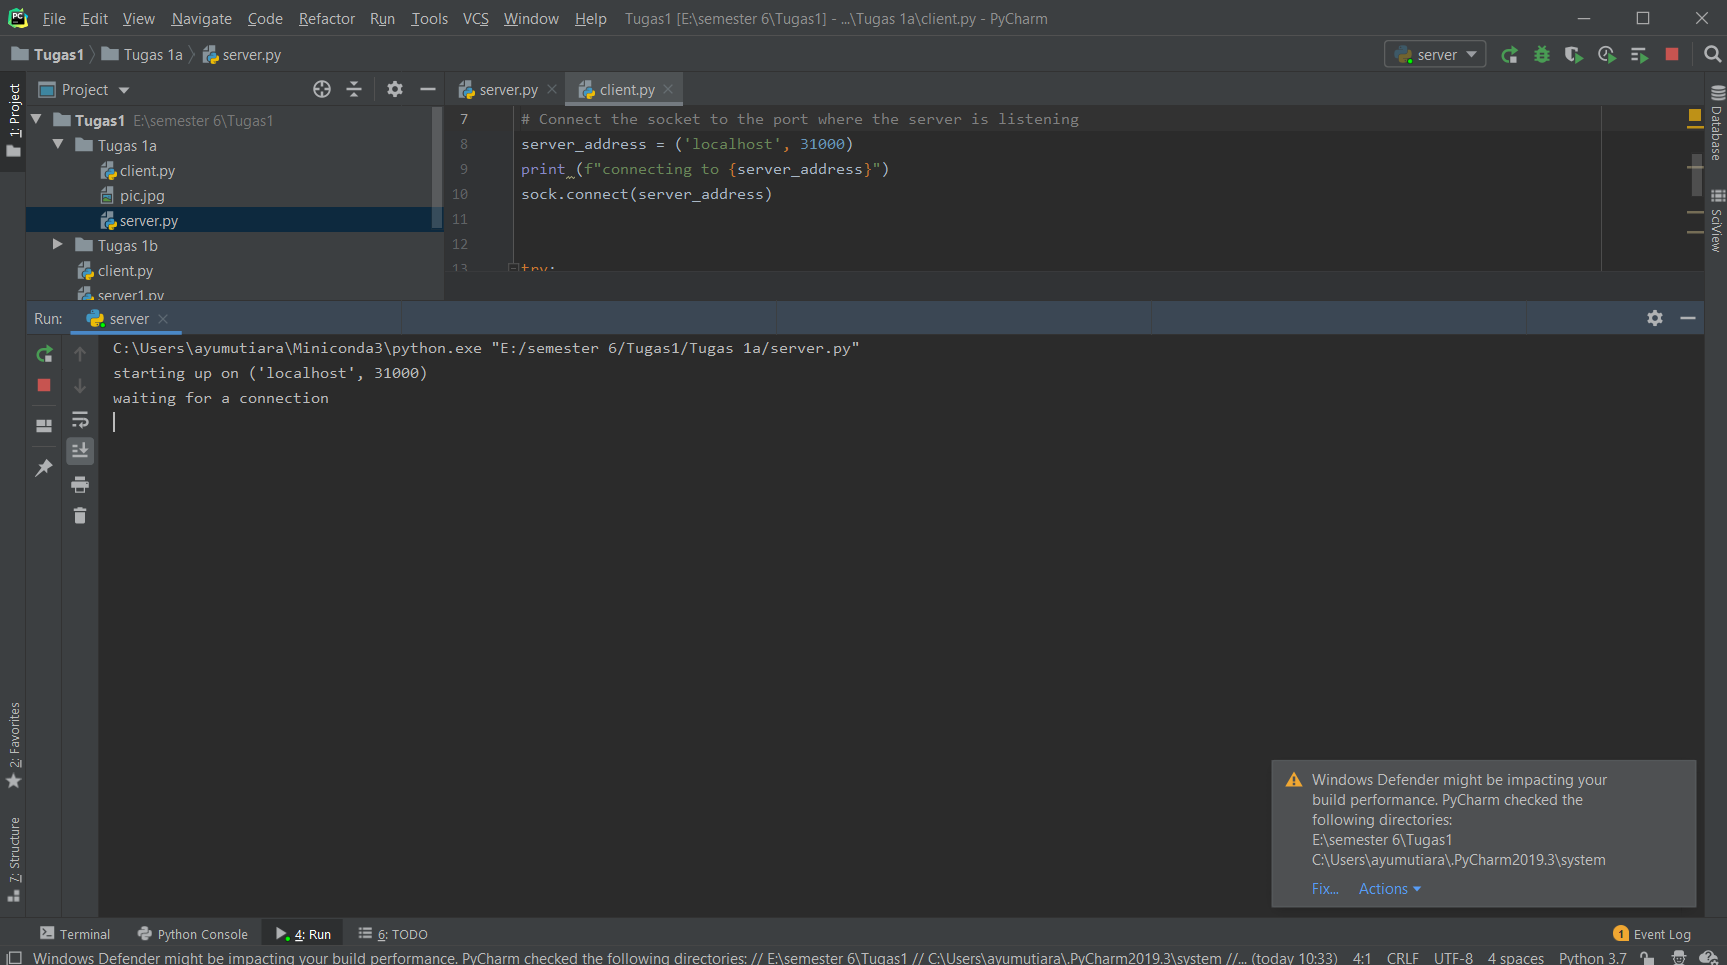 File Edit View Navigate Code Refactor Run Tools VCS Window Help Tugas1 [E:\semester 6\Tugas1] - ...\Tugas 1a\client.py - PyCharm
Tugas1 Tugas 1a server.py
server
1: Project
Project
server.py
client.py
Tugas1 E:\semester 6\Tugas1
Tugas 1a
client.py
pic.jpg
server.py
Tugas 1b
client.py
server1.py
7 # Connect the socket to the port where the server is listening
8 server_address = ('localhost', 31000)
9 print (f"connecting to {server_address}")
10 sock.connect(server_address)
11
12
13 try:
Database
SciView
Run: server
C:\Users\ayumutiara\Miniconda3\python.exe "E:/semester 6/Tugas1/Tugas 1a/server.py"
starting up on ('localhost', 31000)
waiting for a connection
2: Favorites
7: Structure
Windows Defender might be impacting your
build performance. PyCharm checked the
following directories:
E:\semester 6\Tugas1
C:\Users\ayumutiara\.PyCharm2019.3\system
Fix... Actions
Terminal Python Console 4: Run 6: TODO
1 Event Log
Windows Defender might be impacting your build performance. PyCharm checked the following directories: // E:\semester 6\Tugas1 // C:\Users\ayumutiara\.PyCharm2019.3\system //... (today 10:33) 4:1 CRLF UTF-8 4 spaces Python 3.7